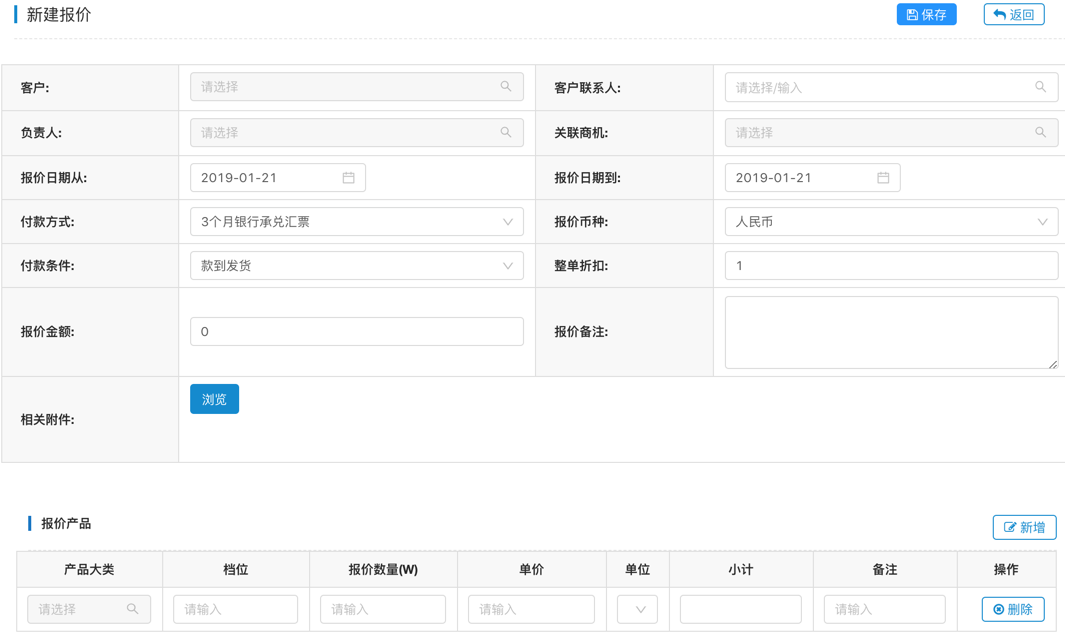 新建报价 保存 返回
客户: 请选择 客户联系人: 请选择/输入
负责人: 请选择 关联商机: 请选择
报价日期从: 2019-01-21 报价日期到: 2019-01-21
付款方式: 3个月银行承兑汇票 报价币种: 人民币
付款条件: 款到发货 整单折扣: 1
报价金额: 0 报价备注:
相关附件: 浏览
报价产品 新增
产品大类 档位 报价数量(W) 单价 单位 小计 备注 操作
请选择 请输入 请输入 请输入 请输入 删除